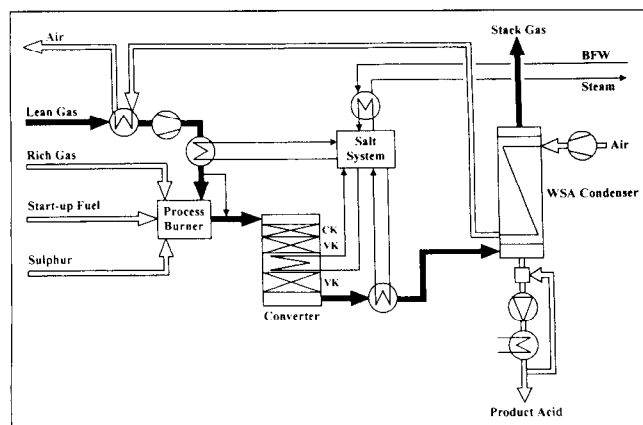 Stack Gas
Air
BFW
Steam
Lean Gas
Salt
System
Air
Rich Gas
WSA Condenser
Start-up Fuel
Process
Burner
CK
VK
Sulphur
VK
Converter
Product Acid